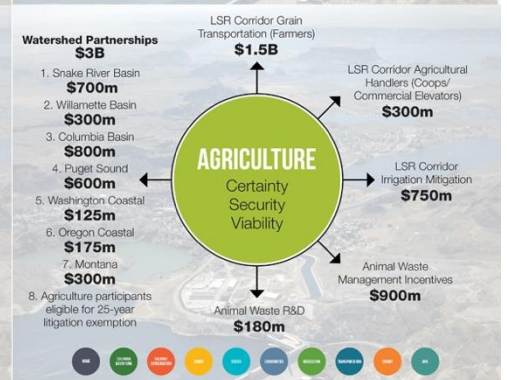 LSR Corridor Grain
Transportation (Farmers)
$1.5B
Watershed Partnerships
$3B
1. Snake River Basin
$700m
2. Willamette Basin
$300m
3. Columbia Basin
$800m
4. Puget Sound
$600m
5. Washington Coastal
$125m
6. Oregon Coastal
$175m
7. Montana
$300m
8. Agriculture participants
eligible for 25-year
litigation exemption
AGRICULTURE
Certainty
Security
Viability
LSR Corridor Agricultural
Handlers (Coops/
Commercial Elevators)
$300m
LSR Corridor
Irrigation Mitigation
$750m
Animal Waste
Management Incentives
$900m
Animal Waste R&D
$180m